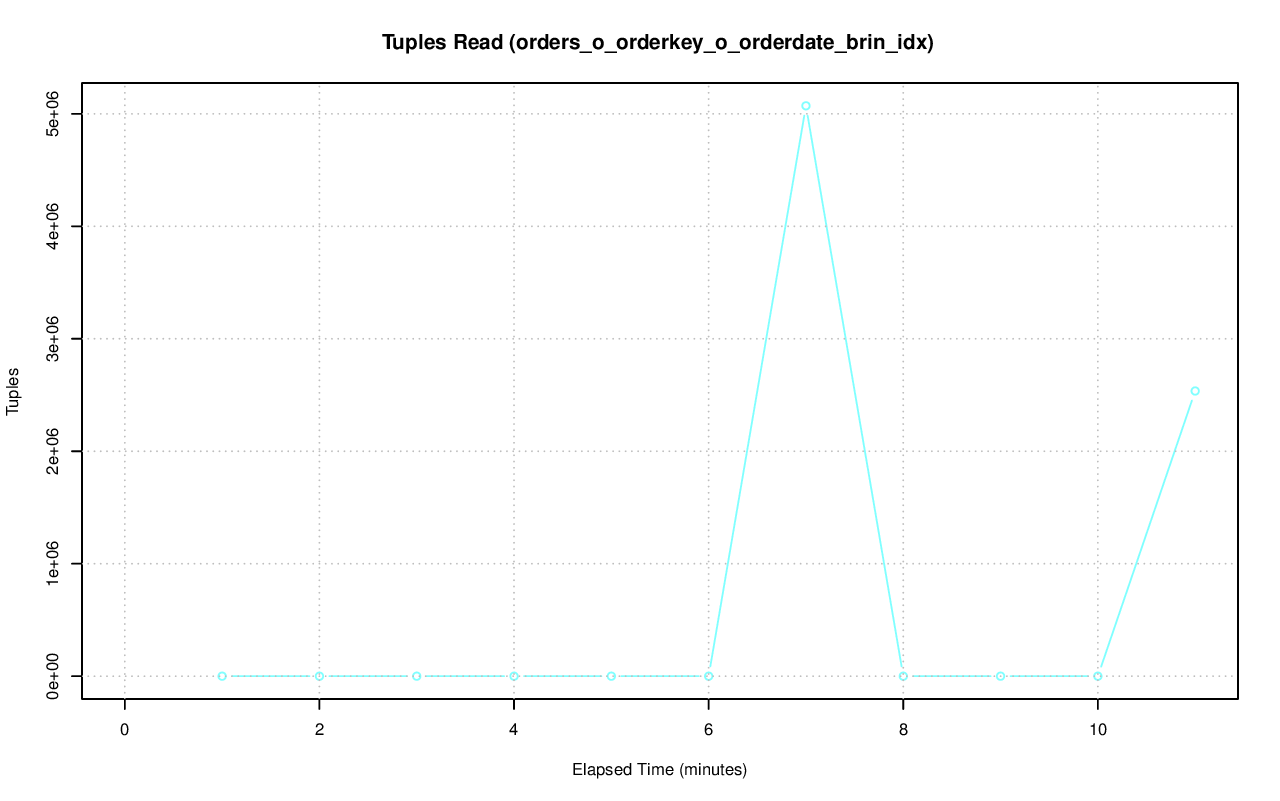 Tuples Read (orders_o_orderkey_o_orderdate_brin_idx)
5e+06
4e+06
3e+06
2e+06
1e+06
0e+00
Tuples
0 2 4 6 8 10
Elapsed Time (minutes)